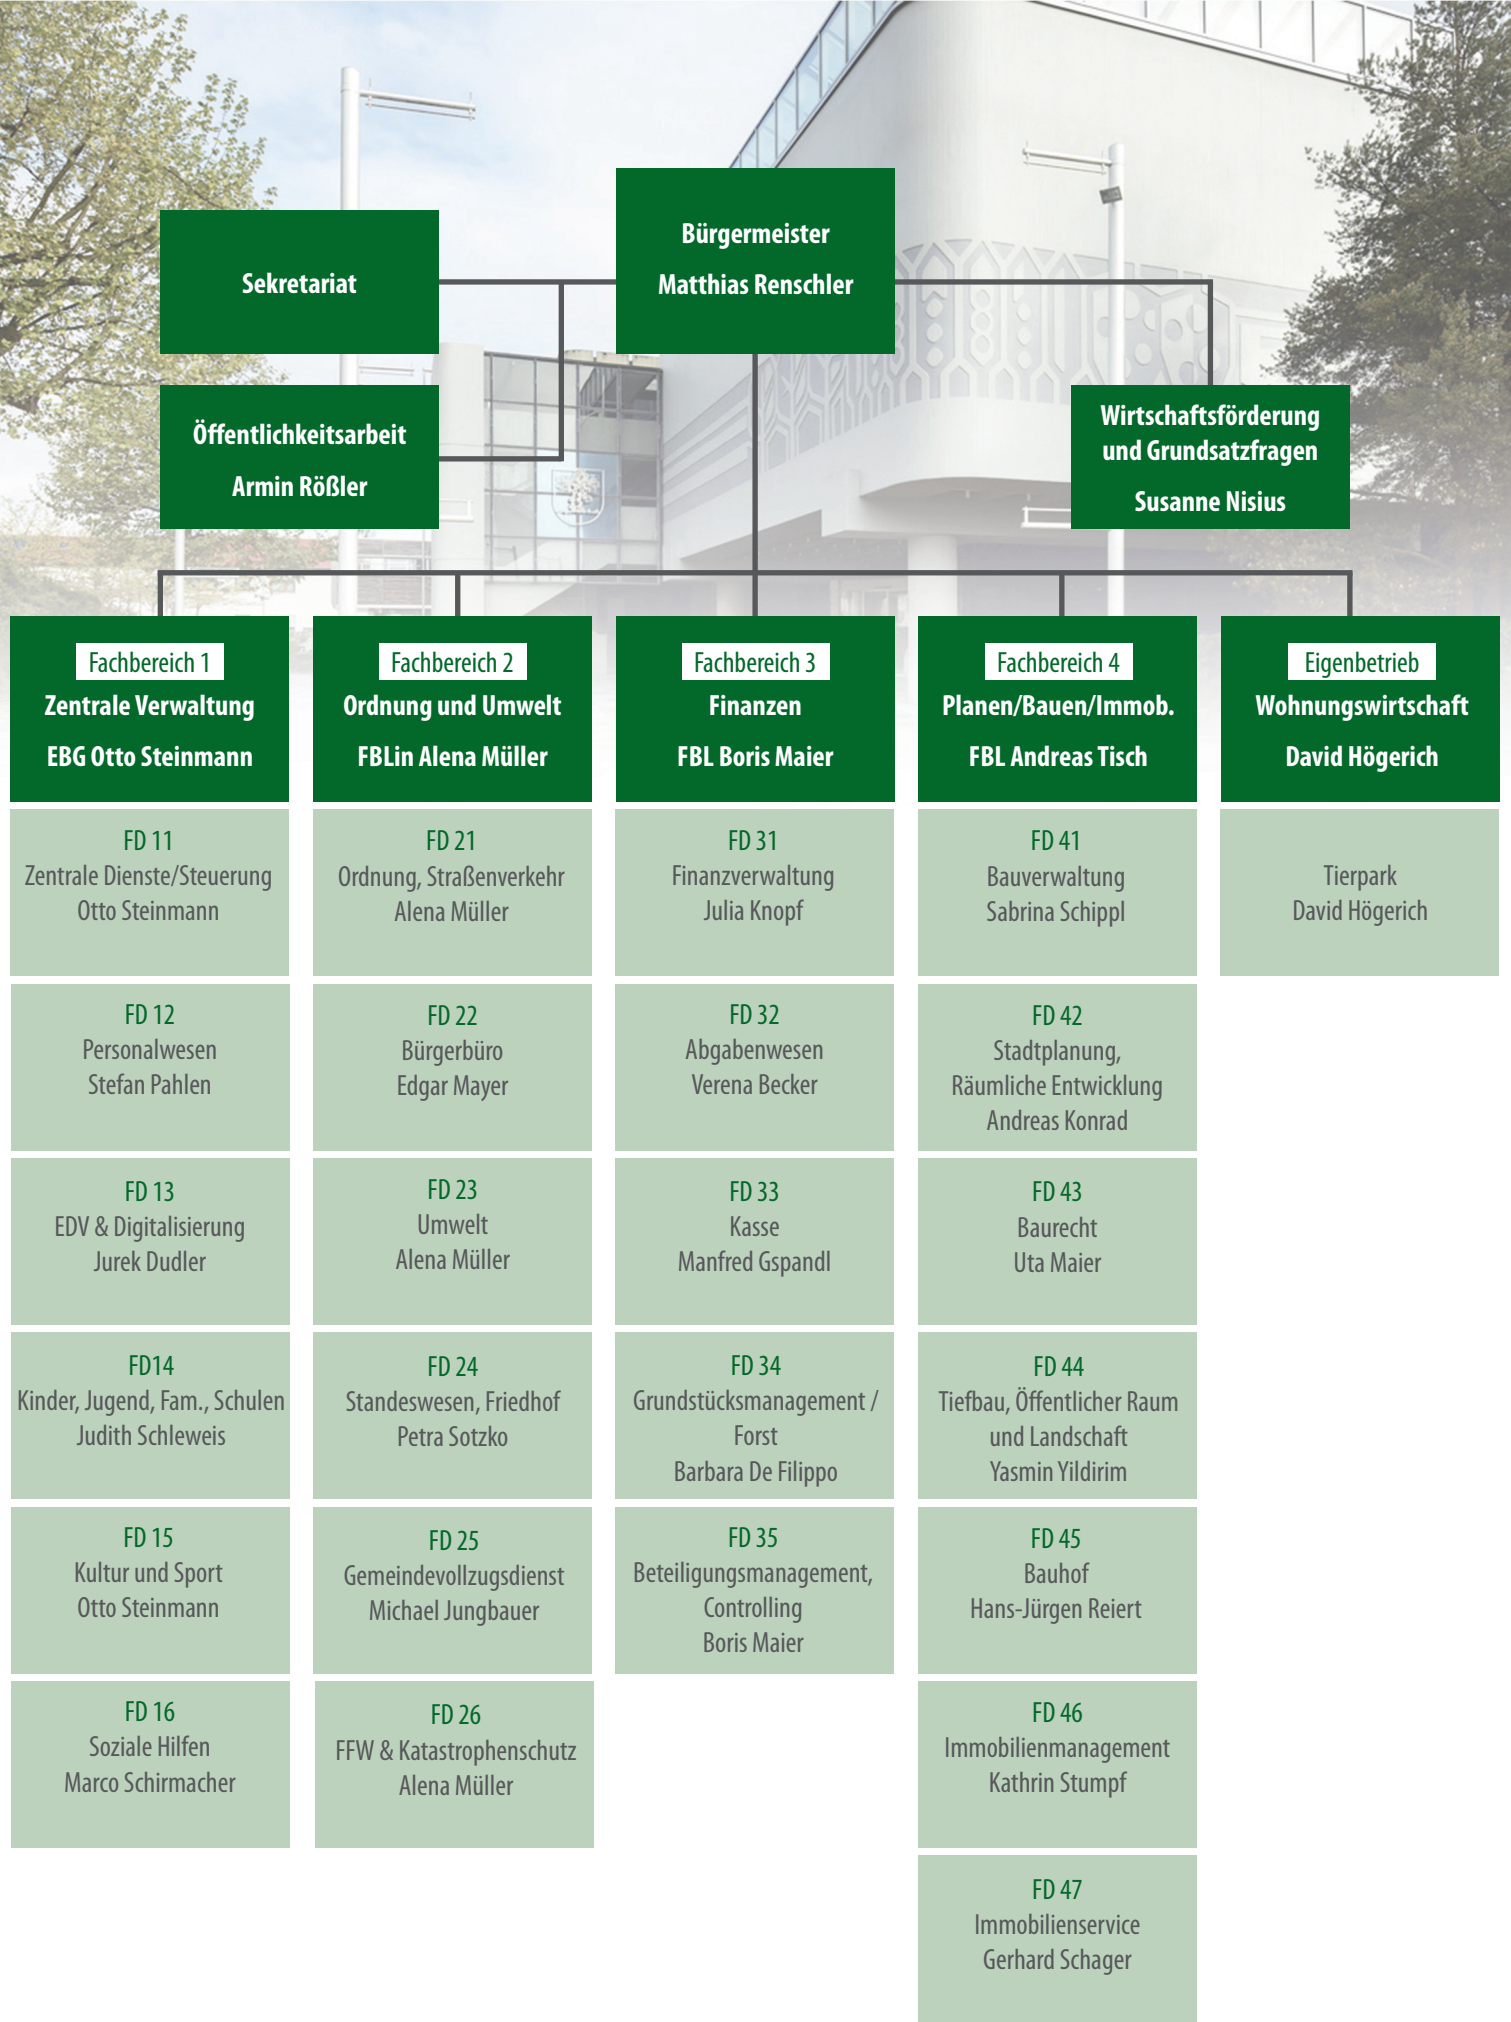 Bürgermeister
Matthias Renschler
Sekretariat
Öffentlichkeitsarbeit
Armin Rößler
Wirtschaftsförderung
und Grundsatzfragen
Susanne Nisius
Fachbereich 1
Zentrale Verwaltung
EBG Otto Steinmann
FD 11
Zentrale Dienste/Steuerung
Otto Steinmann
FD 12
Personalwesen
Stefan Pahlen
FD 13
EDV & Digitalisierung
Jurek Dudler
FD14
Kinder, Jugend, Fam., Schulen
Judith Schleweis
FD 15
Kultur und Sport
Otto Steinmann
FD 16
Soziale Hilfen
Marco Schirmacher
Fachbereich 2
Ordnung und Umwelt
FBLin Alena Müller
FD 21
Ordnung, Straßenverkehr
Alena Müller
FD 22
Bürgerbüro
Edgar Mayer
FD 23
Umwelt
Alena Müller
FD 24
Standeswesen, Friedhof
Petra Sotzko
FD 25
Gemeindevollzugsdienst
Michael Jungbauer
FD 26
FFW & Katastrophenschutz
Alena Müller
Fachbereich 3
Finanzen
FBL Boris Maier
FD 31
Finanzverwaltung
Julia Knopf
FD 32
Abgabenwesen
Verena Becker
FD 33
Kasse
Manfred Gspandl
FD 34
Grundstücksmanagement /
Forst
Barbara De Filippo
FD 35
Beteiligungsmanagement,
Controlling
Boris Maier
Fachbereich 4
Planen/Bauen/Immob.
FBL Andreas Tisch
FD 41
Bauverwaltung
Sabrina Schippl
FD 42
Stadtplanung,
Räumliche Entwicklung
Andreas Konrad
FD 43
Baurecht
Uta Maier
FD 44
Tiefbau, Öffentlicher Raum
und Landschaft
Yasmin Yildirim
FD 45
Bauhof
Hans-Jürgen Reiert
FD 46
Immobilienmanagement
Kathrin Stumpf
FD 47
Immobilienservice
Gerhard Schager
Eigenbetrieb
Wohnungswirtschaft
David Högerich
Tierpark
David Högerich